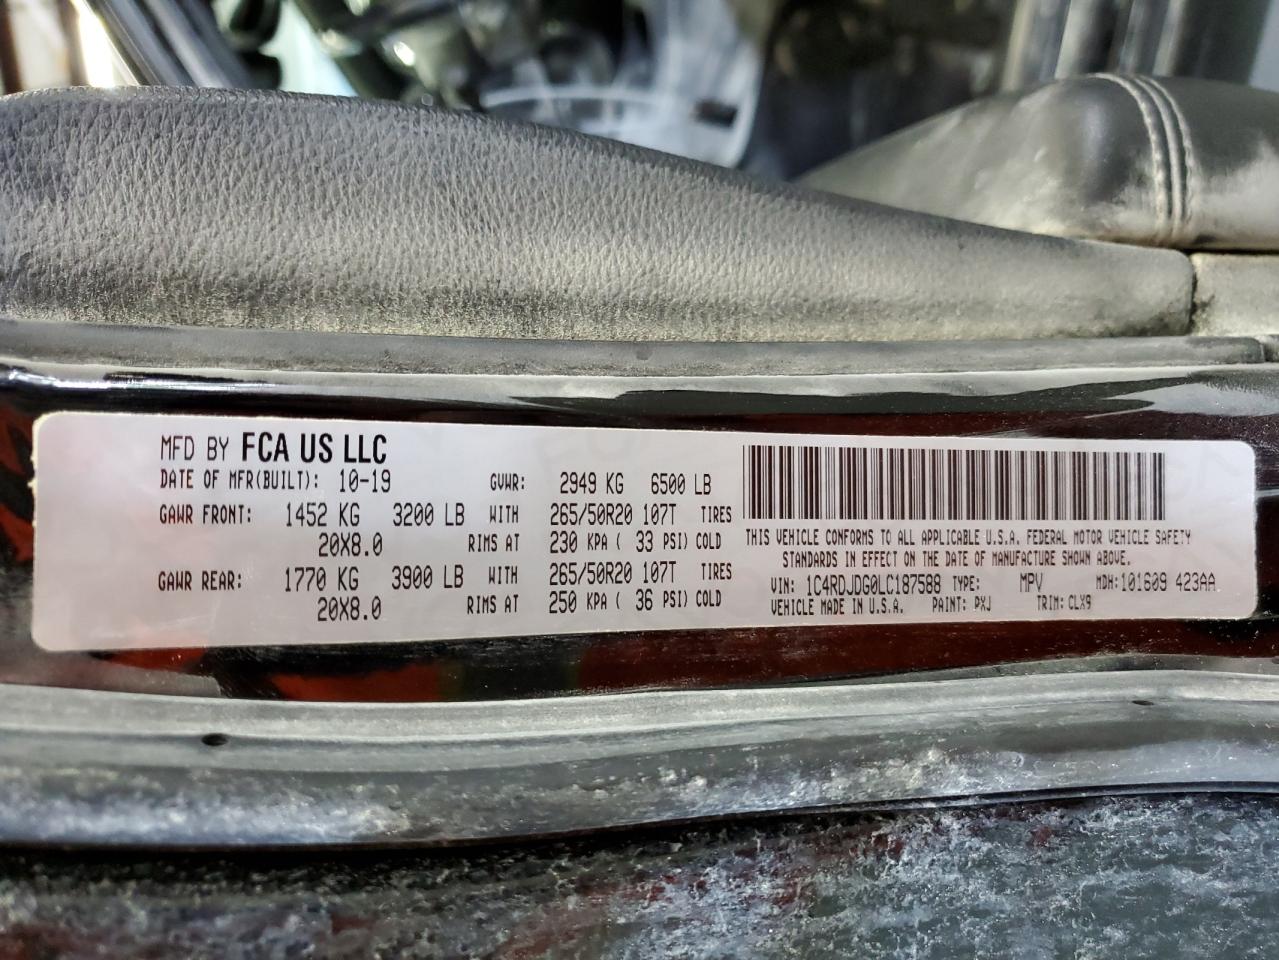 MFD BY FCA US LLC
DATE OF MFR(BUILT): 10-19 GVWR: 2949 KG 6500 LB
GAWR FRONT: 1452 KG 3200 LB WITH 265/50R20 107T TIRES
20X8.0 RIMS AT 230 KPA ( 33 PSI) COLD
GAWR REAR: 1770 KG 3900 LB WITH 265/50R20 107T TIRES
20X8.0 RIMS AT 250 KPA ( 36 PSI) COLD
THIS VEHICLE CONFORMS TO ALL APPLICABLE U.S.A. FEDERAL MOTOR VEHICLE SAFETY
STANDARDS IN EFFECT ON THE DATE OF MANUFACTURE SHOWN ABOVE.
VIN: 1C4RDJDG0LC187588 TYPE: MPV MDH:101609 423AA
VEHICLE MADE IN U.S.A. PAINT: PXJ TRIM: CLX9